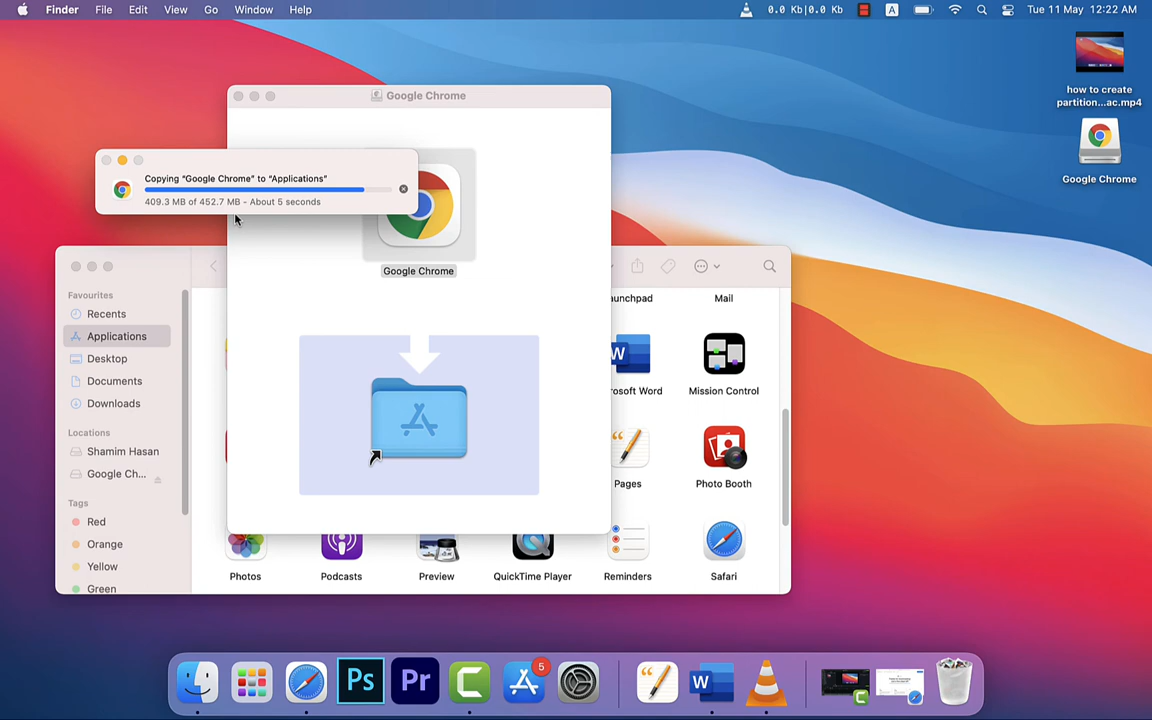 Finder File Edit View Go Window Help
0.0 Kb|0.0 Kb A Tue 11 May 12:22 AM
how to create
partition...ac.mp4
Google Chrome
Google Chrome
Copying “Google Chrome” to “Applications”
409.3 MB of 452.7 MB - About 5 seconds
Google Chrome
Favourites
Recents
Applications
Desktop
Documents
Downloads
Locations
Shamim Hasan
Google Ch...
Tags
Red
Orange
Yellow
Green
unchpad
Mail
W
osoft Word
Mission Control
Pages
Photo Booth
Photos
Podcasts
Preview
QuickTime Player
Reminders
Safari
Ps
Pr
C
5
W